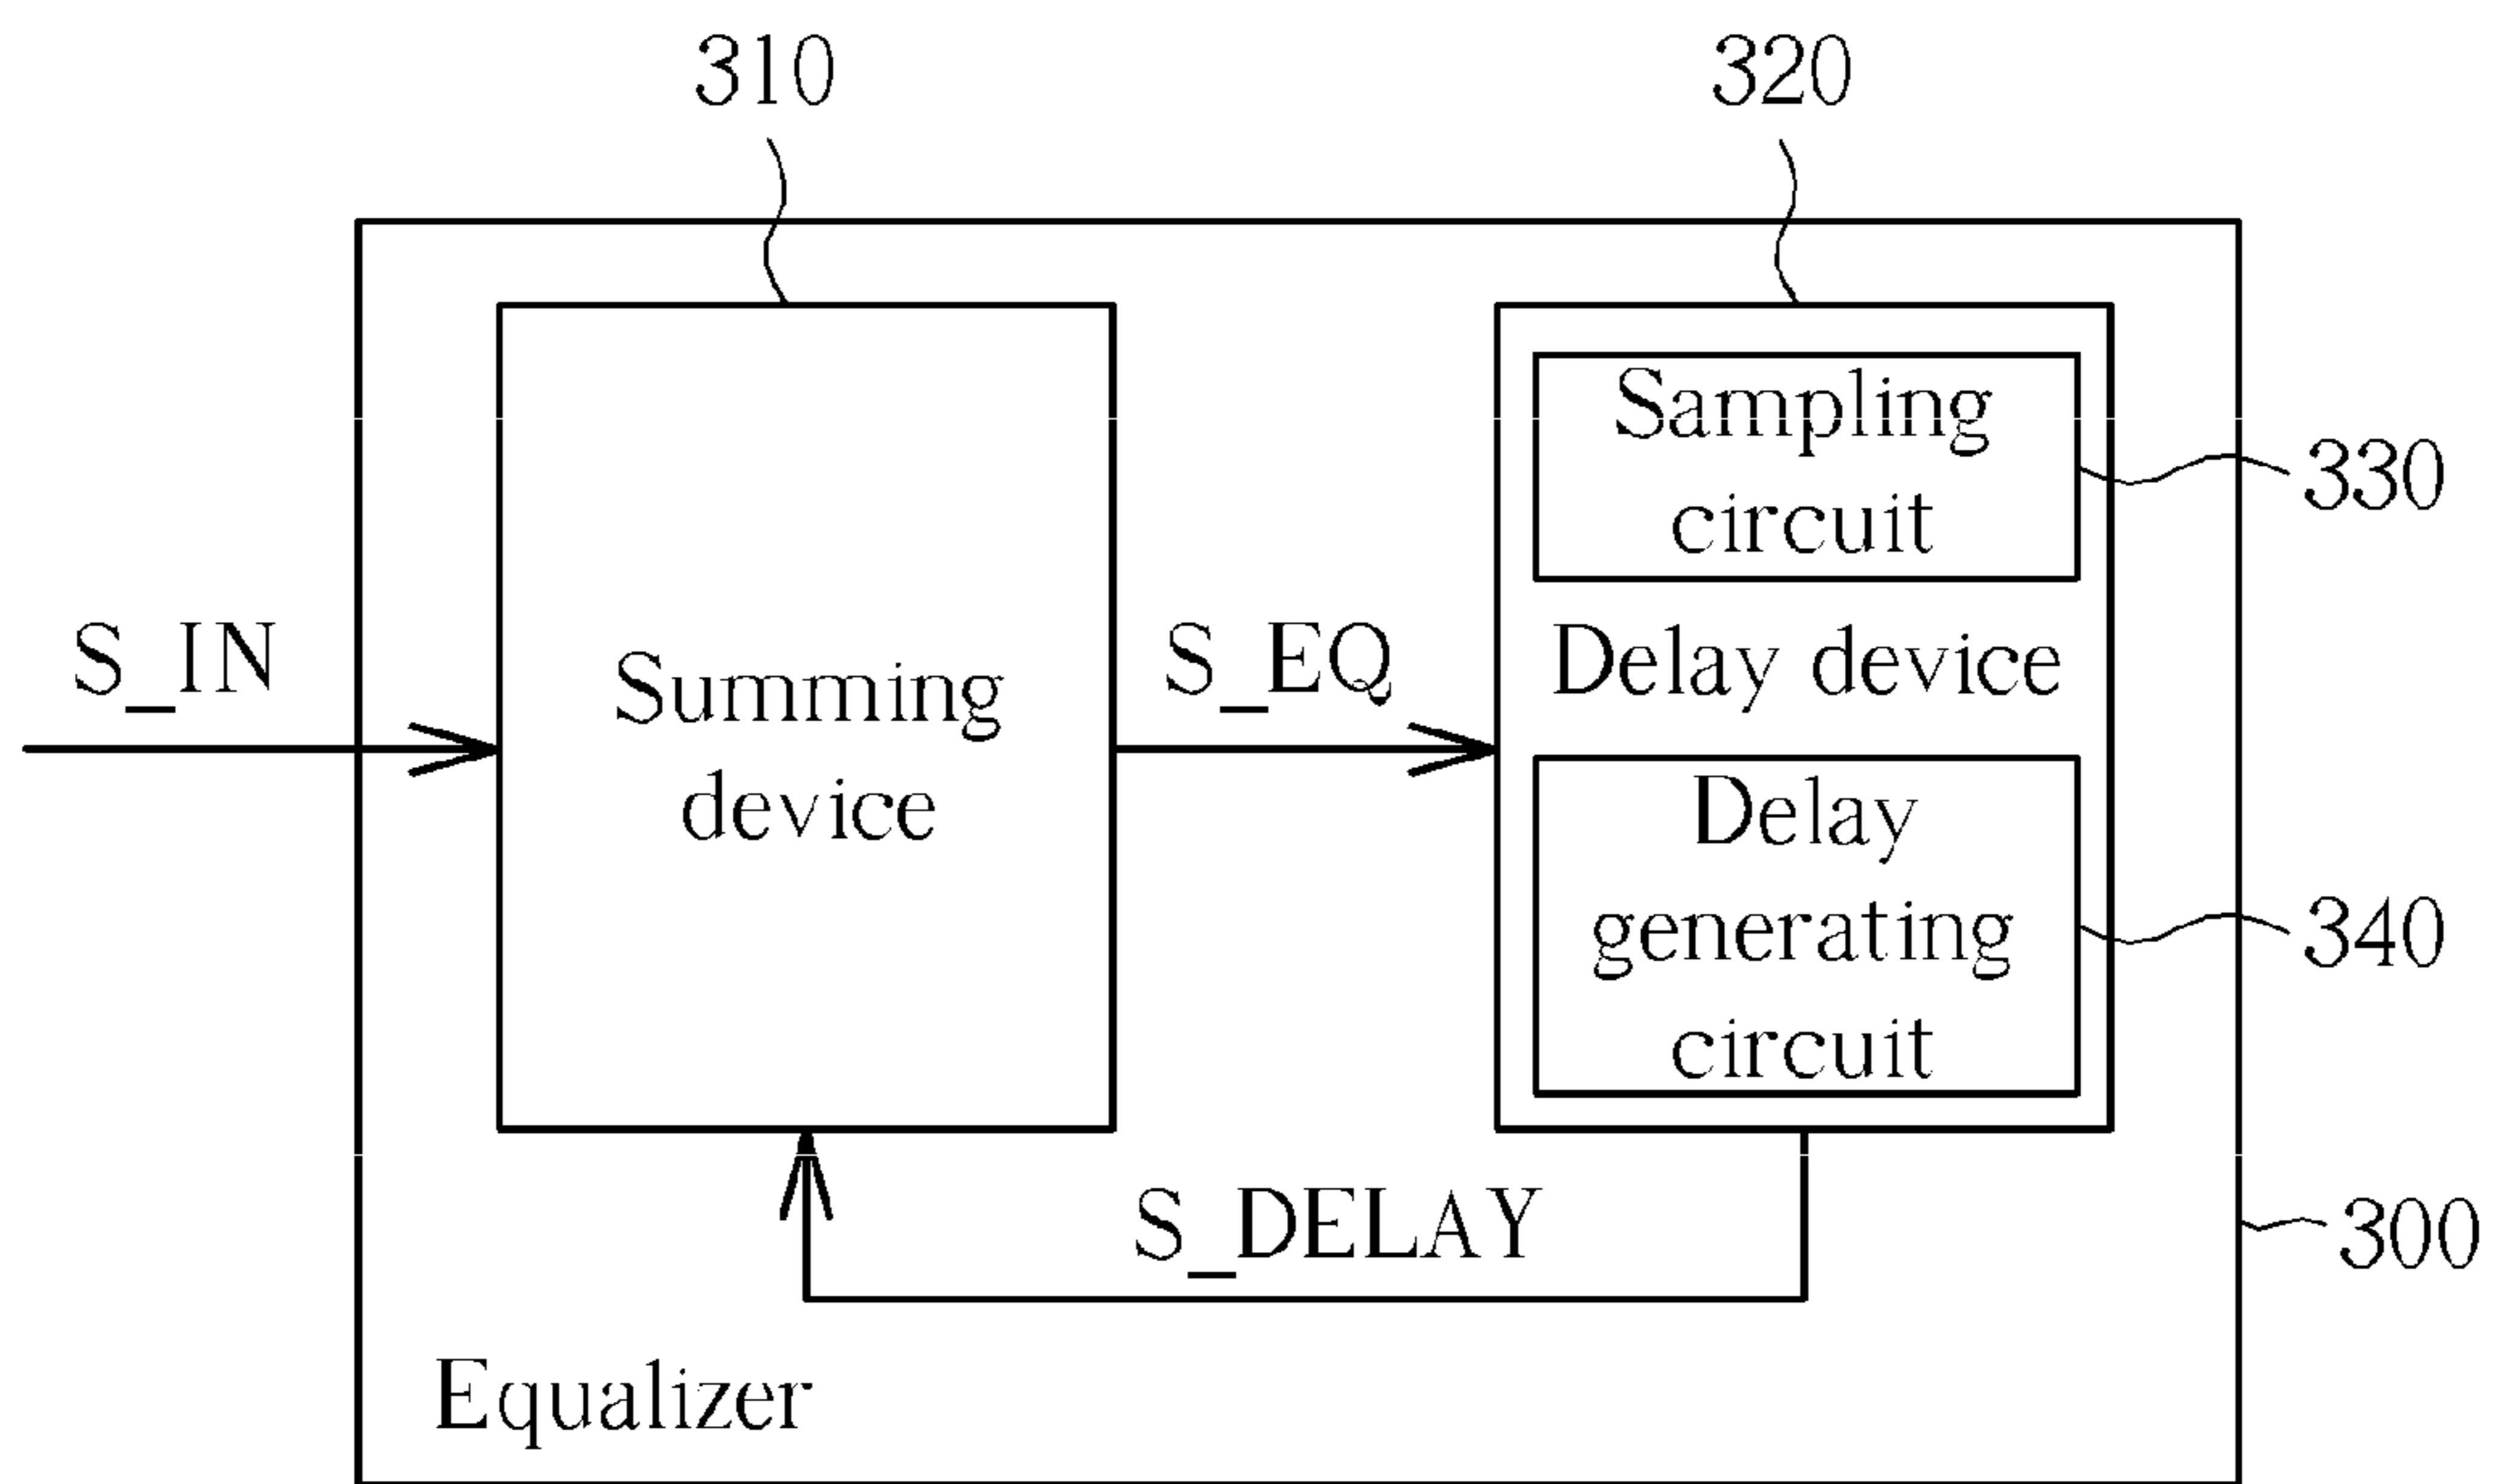 310
320
Sampling
circuit
330
S_IN
Summing
device
S_EQ
Delay device
Delay
generating
circuit
340
S_DELAY
300
Equalizer